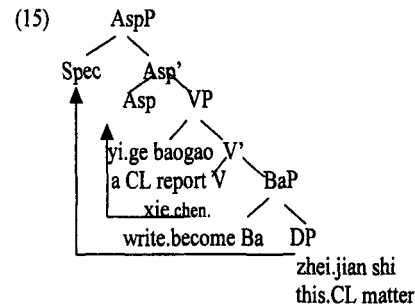 (15) AspP
Spec Asp'
Asp VP
yi.ge baogao V'
a CL report V BaP
xie.chen.
write.become Ba DP
zhei.jian shi
this.CL matter